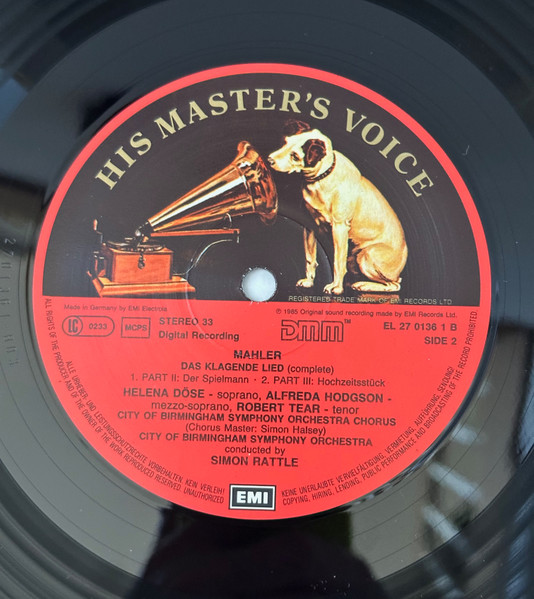 HIS MASTER'S VOICE
REGISTERED TRADE MARK OF EMI RECORDS LTD
Made in Germany by EMI Electrola
℗ 1985 Original sound recording made by EMI Records Ltd.
LC 0233 MCPS STEREO 33
Digital Recording
DMM™
EL 27 0136 1 B
SIDE 2
MAHLER
DAS KLAGENDE LIED (complete)
1. PART II: Der Spielmann · 2. PART III: Hochzeitsstück
HELENA DÖSE - soprano, ALFREDA HODGSON -
mezzo-soprano, ROBERT TEAR - tenor
CITY OF BIRMINGHAM SYMPHONY ORCHESTRA CHORUS
(Chorus Master: Simon Halsey)
CITY OF BIRMINGHAM SYMPHONY ORCHESTRA
conducted by
SIMON RATTLE
EMI
ALLE URHEBER- UND LEISTUNGSSCHUTZRECHTE VORBEHALTEN. KEIN VERLEIH!
ALL RIGHTS OF THE PRODUCER AND OF THE OWNER OF THE WORK REPRODUCED RESERVED. UNAUTHORIZED
KEINE UNERLAUBTE VERVIELFÄLTIGUNG, VERMIETUNG, AUFFÜHRUNG, SENDUNG!
COPYING, HIRING, LENDING, PUBLIC PERFORMANCE AND BROADCASTING OF THE RECORD PROHIBITED.